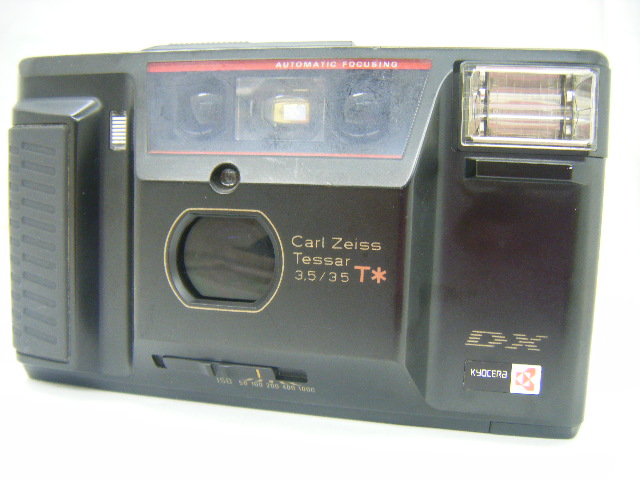 AUTOMATIC FOCUSING
Carl Zeiss
Tessar
3,5/35 T*
DX
KYOCERA
ISO 50 100 200 400 1000